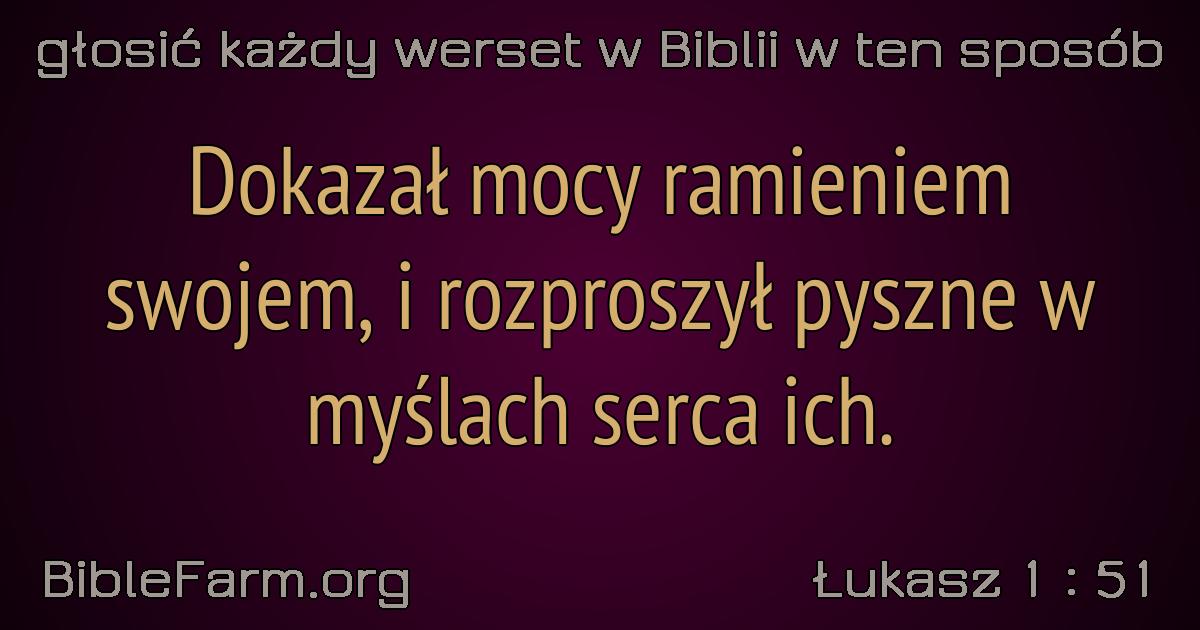 głosić każdy werset w Biblii w ten sposób
Dokazał mocy ramieniem
swojem, i rozproszył pyszne w
myślach serca ich.
BibleFarm.org
Łukasz 1 : 51